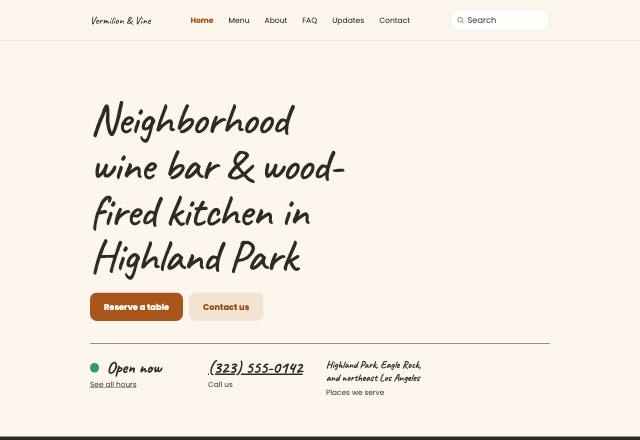 Vermilion & Vine
Home Menu About FAQ Updates Contact
Search
Neighborhood
wine bar & wood-
fired kitchen in
Highland Park
Reserve a table
Contact us
Open now
See all hours
(323) 555-0142
Call us
Highland Park, Eagle Rock,
and northeast Los Angeles
Places we serve